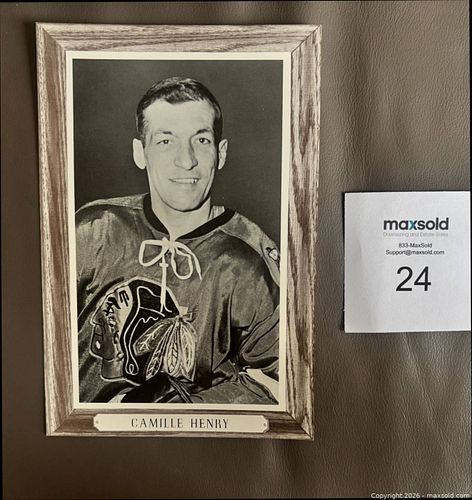 CAMILLE HENRY
maxsold
Downsizing and Estate Sales
833-MaxSold
Support@maxsold.com
24
Copyright 2026 - maxsold.com